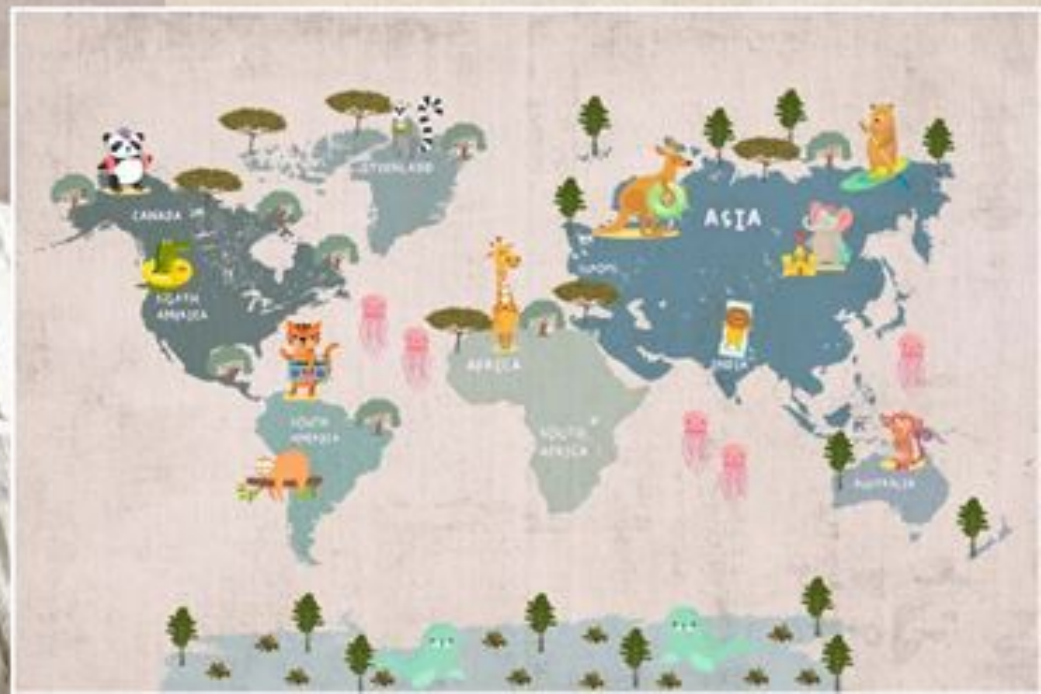 GREENLAND
CANADA
ASIA
NORTH
AMERICA
AFRICA
INDIA
SOUTH
AMERICA
SOUTH
AFRICA
AUSTRALIA